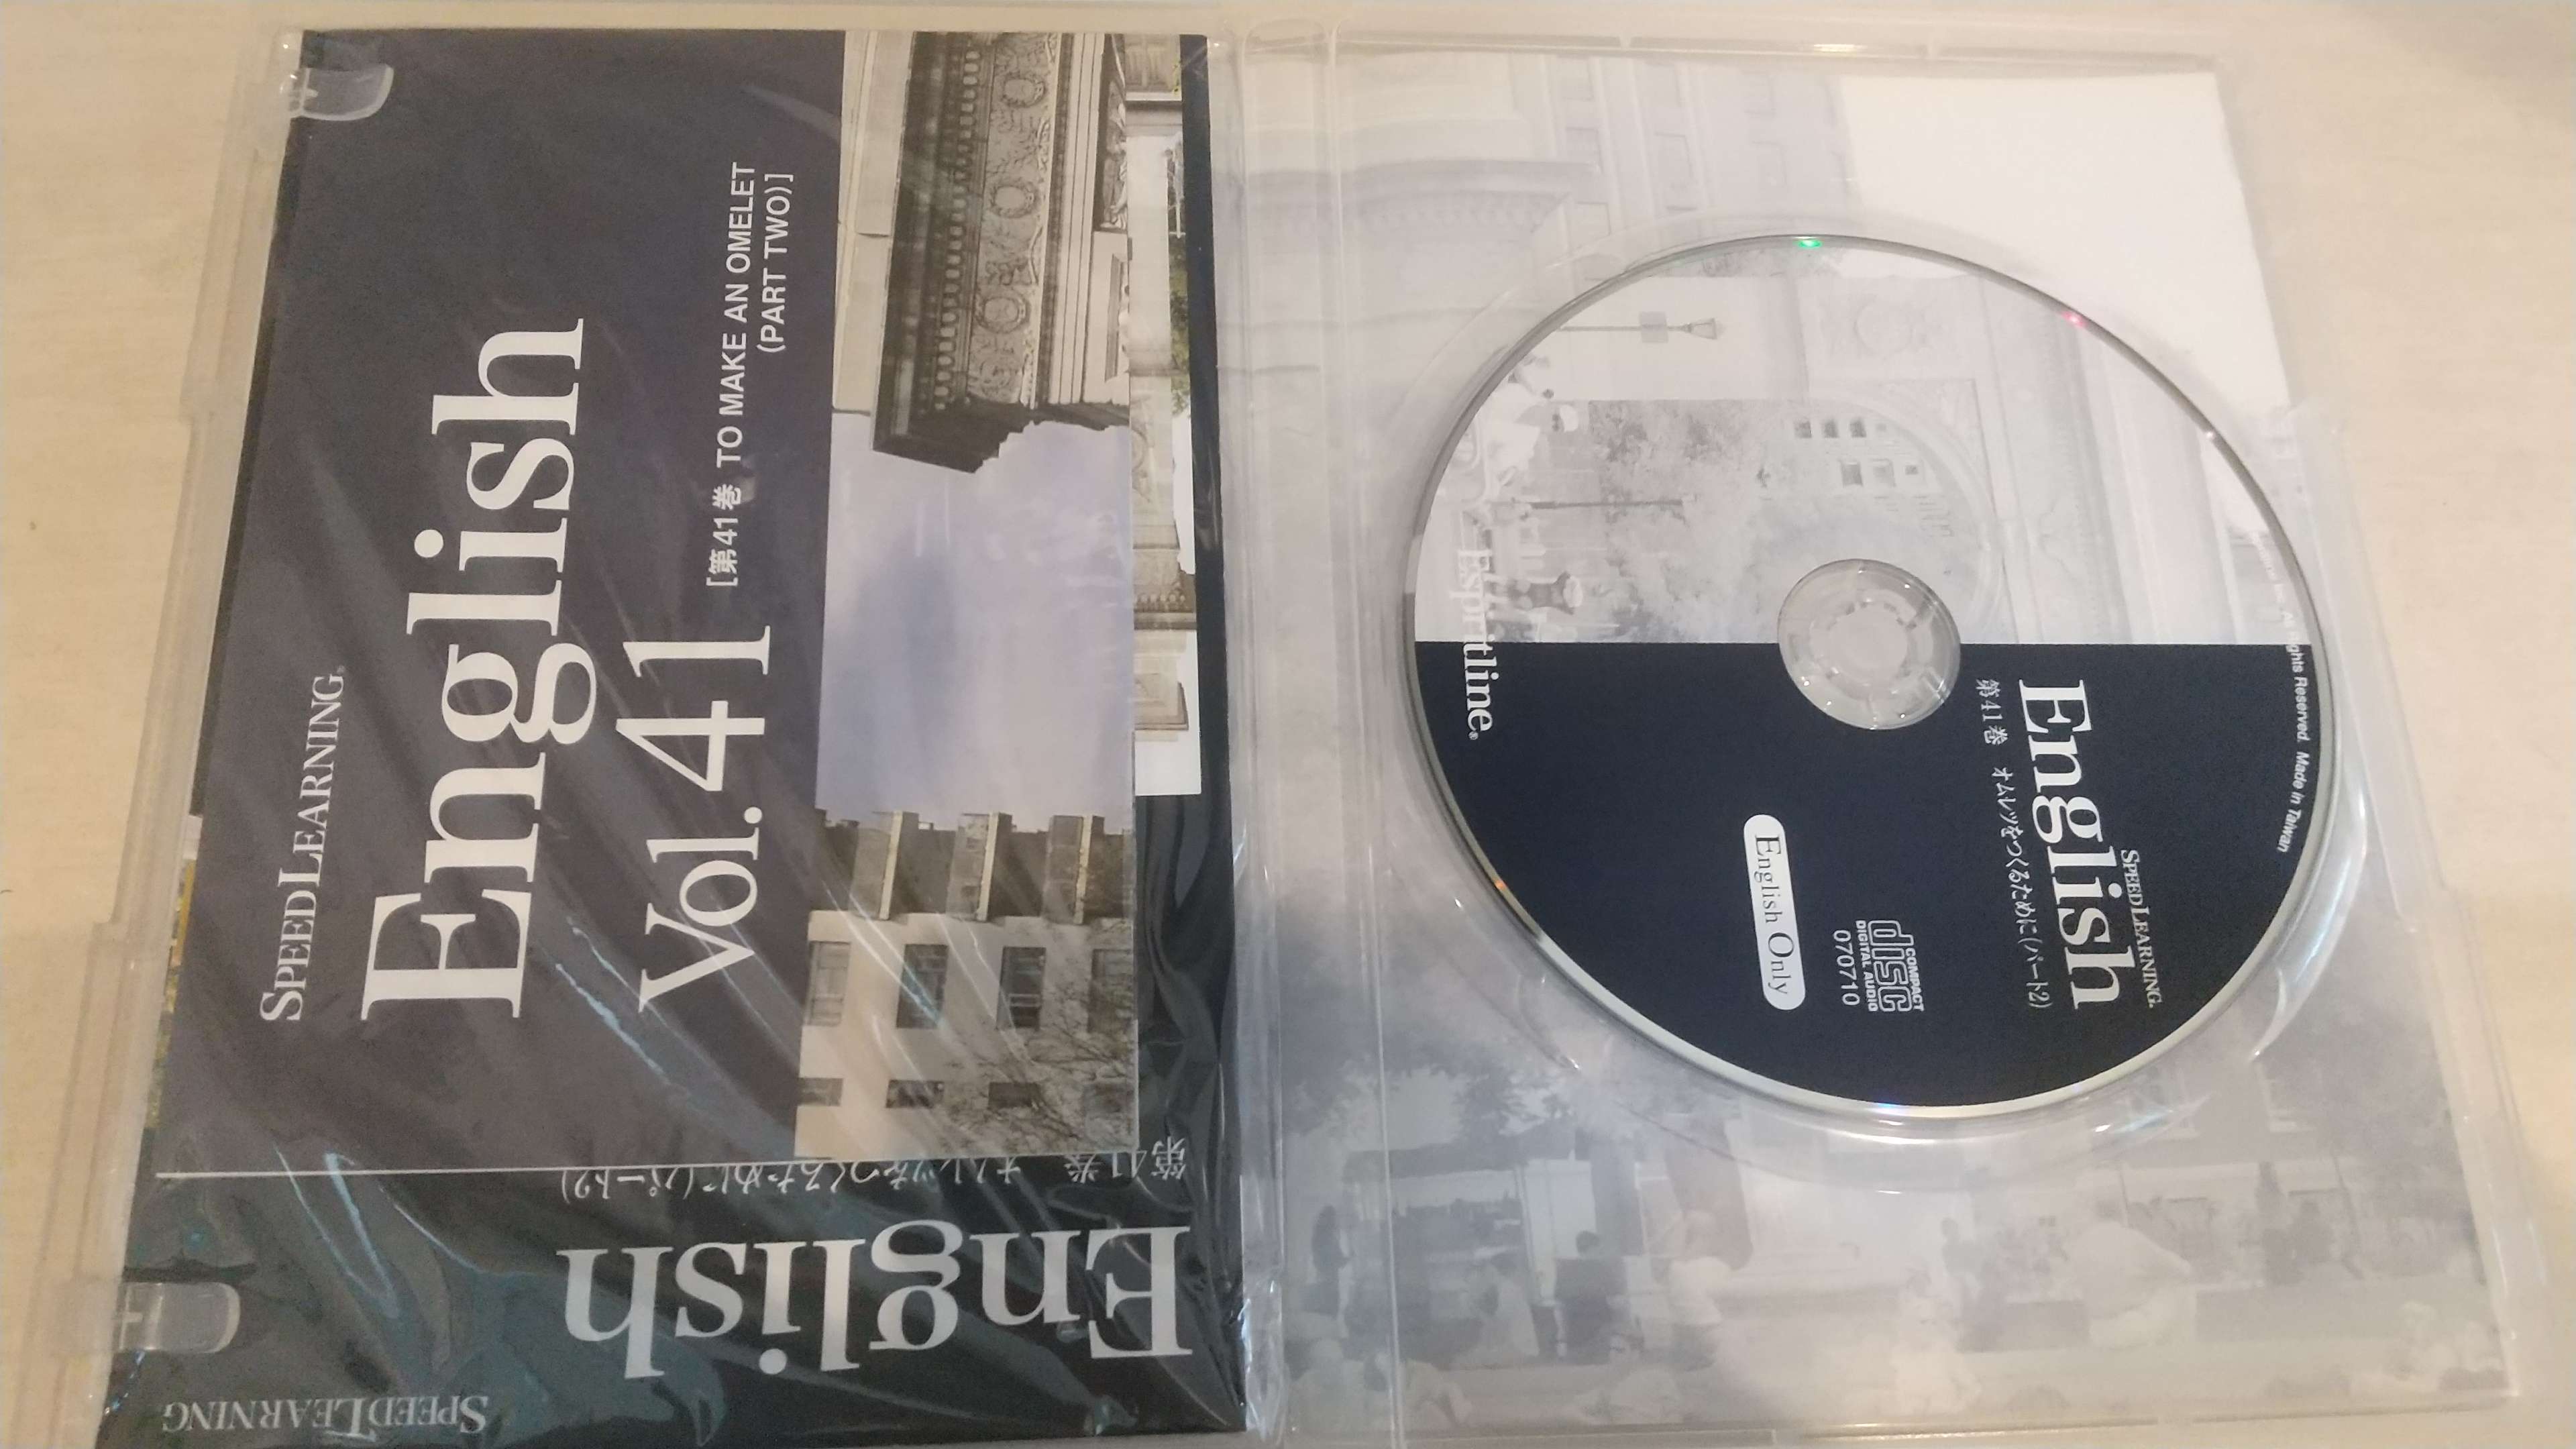 SPEEDLEARNING®
English
Vol. 41
[第41巻 TO MAKE AN OMELET
(PART TWO)]
第41巻 オムレツをつくるために(パート2)
English
SPEEDLEARNING
Rights Reserved. Made in Taiwan
SPEEDLEARNING®
English
第41巻 オムレツをつくるために(パート2)
COMPACT
disc
DIGITAL AUDIO
070710
English Only
Espritline®